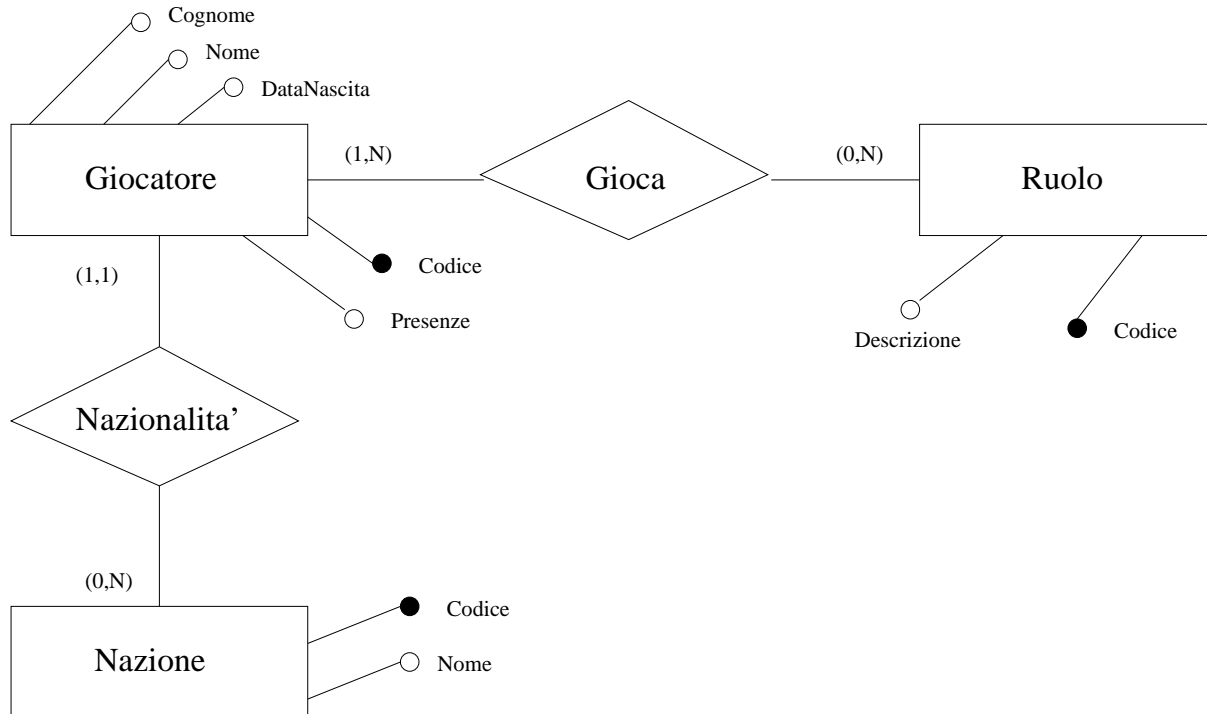 Cognome
Nome
DataNascita
(1,N)
(0,N)
Giocatore
Gioca
Ruolo
(1,1)
Codice
Presenze
Descrizione
Codice
Nazionalita’
(0,N)
Codice
Nazione
Nome